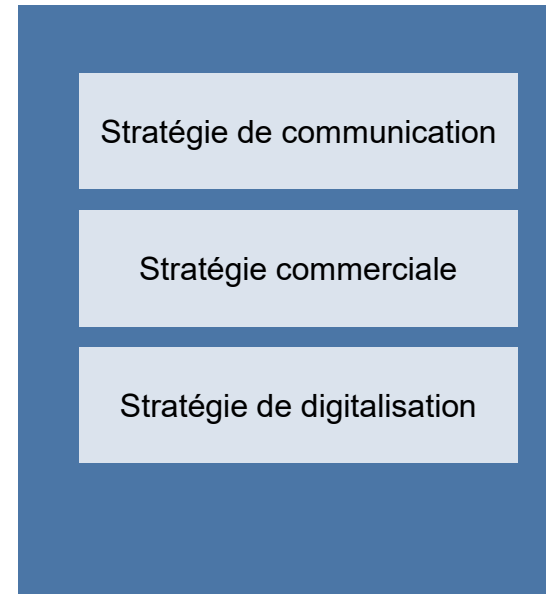 Stratégie de communication
Stratégie commerciale
Stratégie de digitalisation